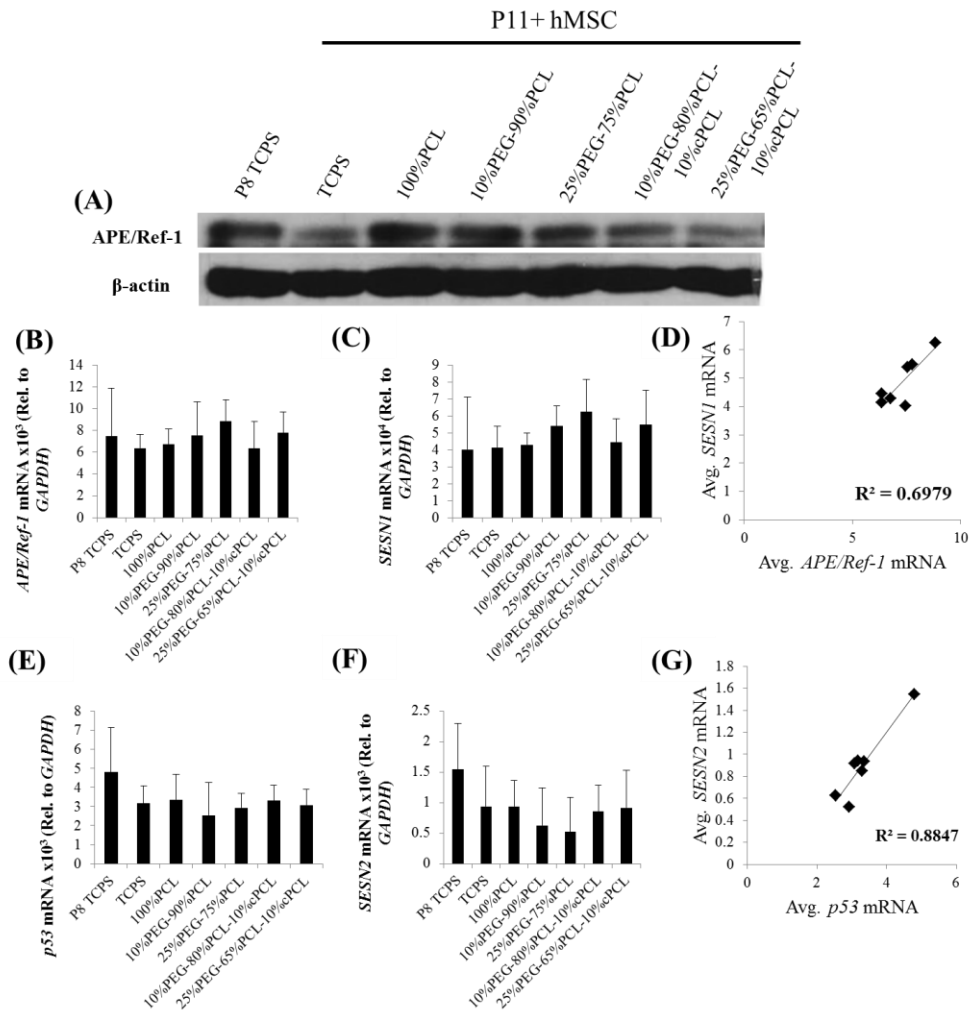 P11+ hMSC
P8 TCPS
TCPS
100%PCL
10%PEG-90%PCL
25%PEG-75%PCL
10%PEG-80%PCL-
10%cPCL
25%PEG-65%PCL-
10%cPCL
(A)
APE/Ref-1
β-actin
(B)
APE/Ref-1 mRNA x10³ (Rel. to
GAPDH)
14
12
10
8
6
4
2
0
P8 TCPS
TCPS
100%PCL
10%PEG-90%PCL
25%PEG-75%PCL
10%PEG-80%PCL-10%cPCL
25%PEG-65%PCL-10%cPCL
(C)
SESN1 mRNA x10⁴ (Rel. to
GAPDH)
9
8
7
6
5
4
3
2
1
0
P8 TCPS
TCPS
100%PCL
10%PEG-90%PCL
25%PEG-75%PCL
10%PEG-80%PCL-10%cPCL
25%PEG-65%PCL-10%cPCL
(D)
Avg. SESN1 mRNA
7
6
5
4
3
2
1
0
R² = 0.6979
0
5
10
Avg. APE/Ref-1 mRNA
(E)
p53 mRNA x10³ (Rel. to GAPDH)
8
7
6
5
4
3
2
1
0
P8 TCPS
TCPS
100%PCL
10%PEG-90%PCL
25%PEG-75%PCL
10%PEG-80%PCL-10%cPCL
25%PEG-65%PCL-10%cPCL
(F)
SESN2 mRNA x10³ (Rel. to
GAPDH)
2.5
2
1.5
1
0.5
0
P8 TCPS
TCPS
100%PCL
10%PEG-90%PCL
25%PEG-75%PCL
10%PEG-80%PCL-10%cPCL
25%PEG-65%PCL-10%cPCL
(G)
Avg. SESN2 mRNA
1.8
1.6
1.4
1.2
1
0.8
0.6
0.4
0.2
0
R² = 0.8847
0
2
4
6
Avg. p53 mRNA